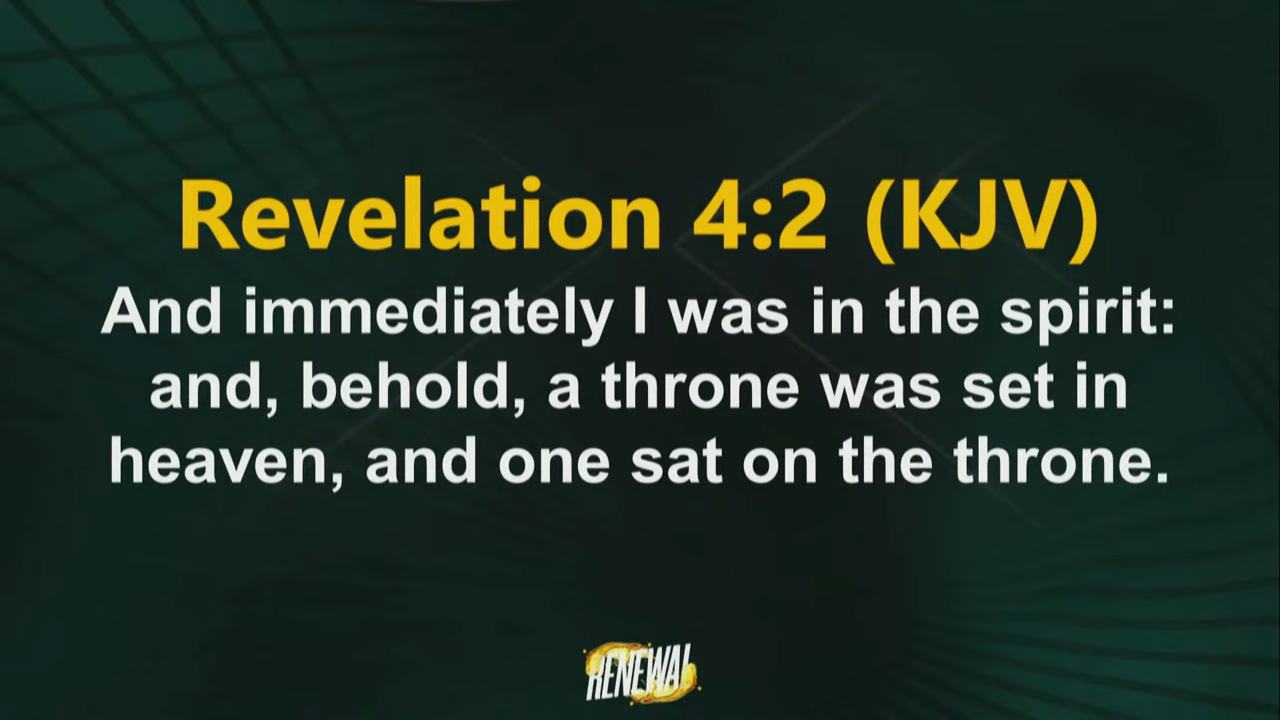 Revelation 4:2 (KJV)
And immediately I was in the spirit:
and, behold, a throne was set in
heaven, and one sat on the throne.
RENEWAL